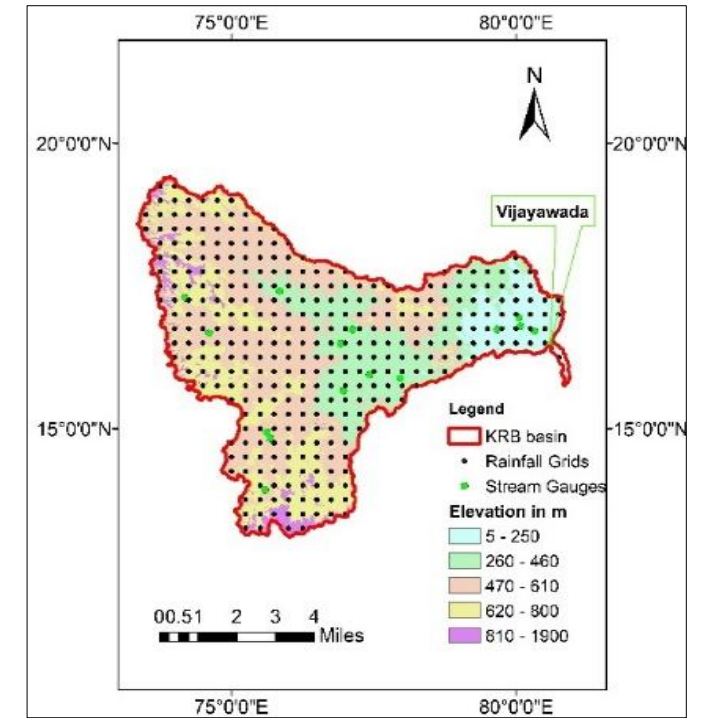 75°0'0"E 80°0'0"E
N
20°0'0"N 20°0'0"N
Vijayawada
15°0'0"N 15°0'0"N
Legend
KRB basin
Rainfall Grids
Stream Gauges
Elevation in m
5 - 250
260 - 460
470 - 610
620 - 800
810 - 1900
00.51 2 3 4
Miles
75°0'0"E 80°0'0"E